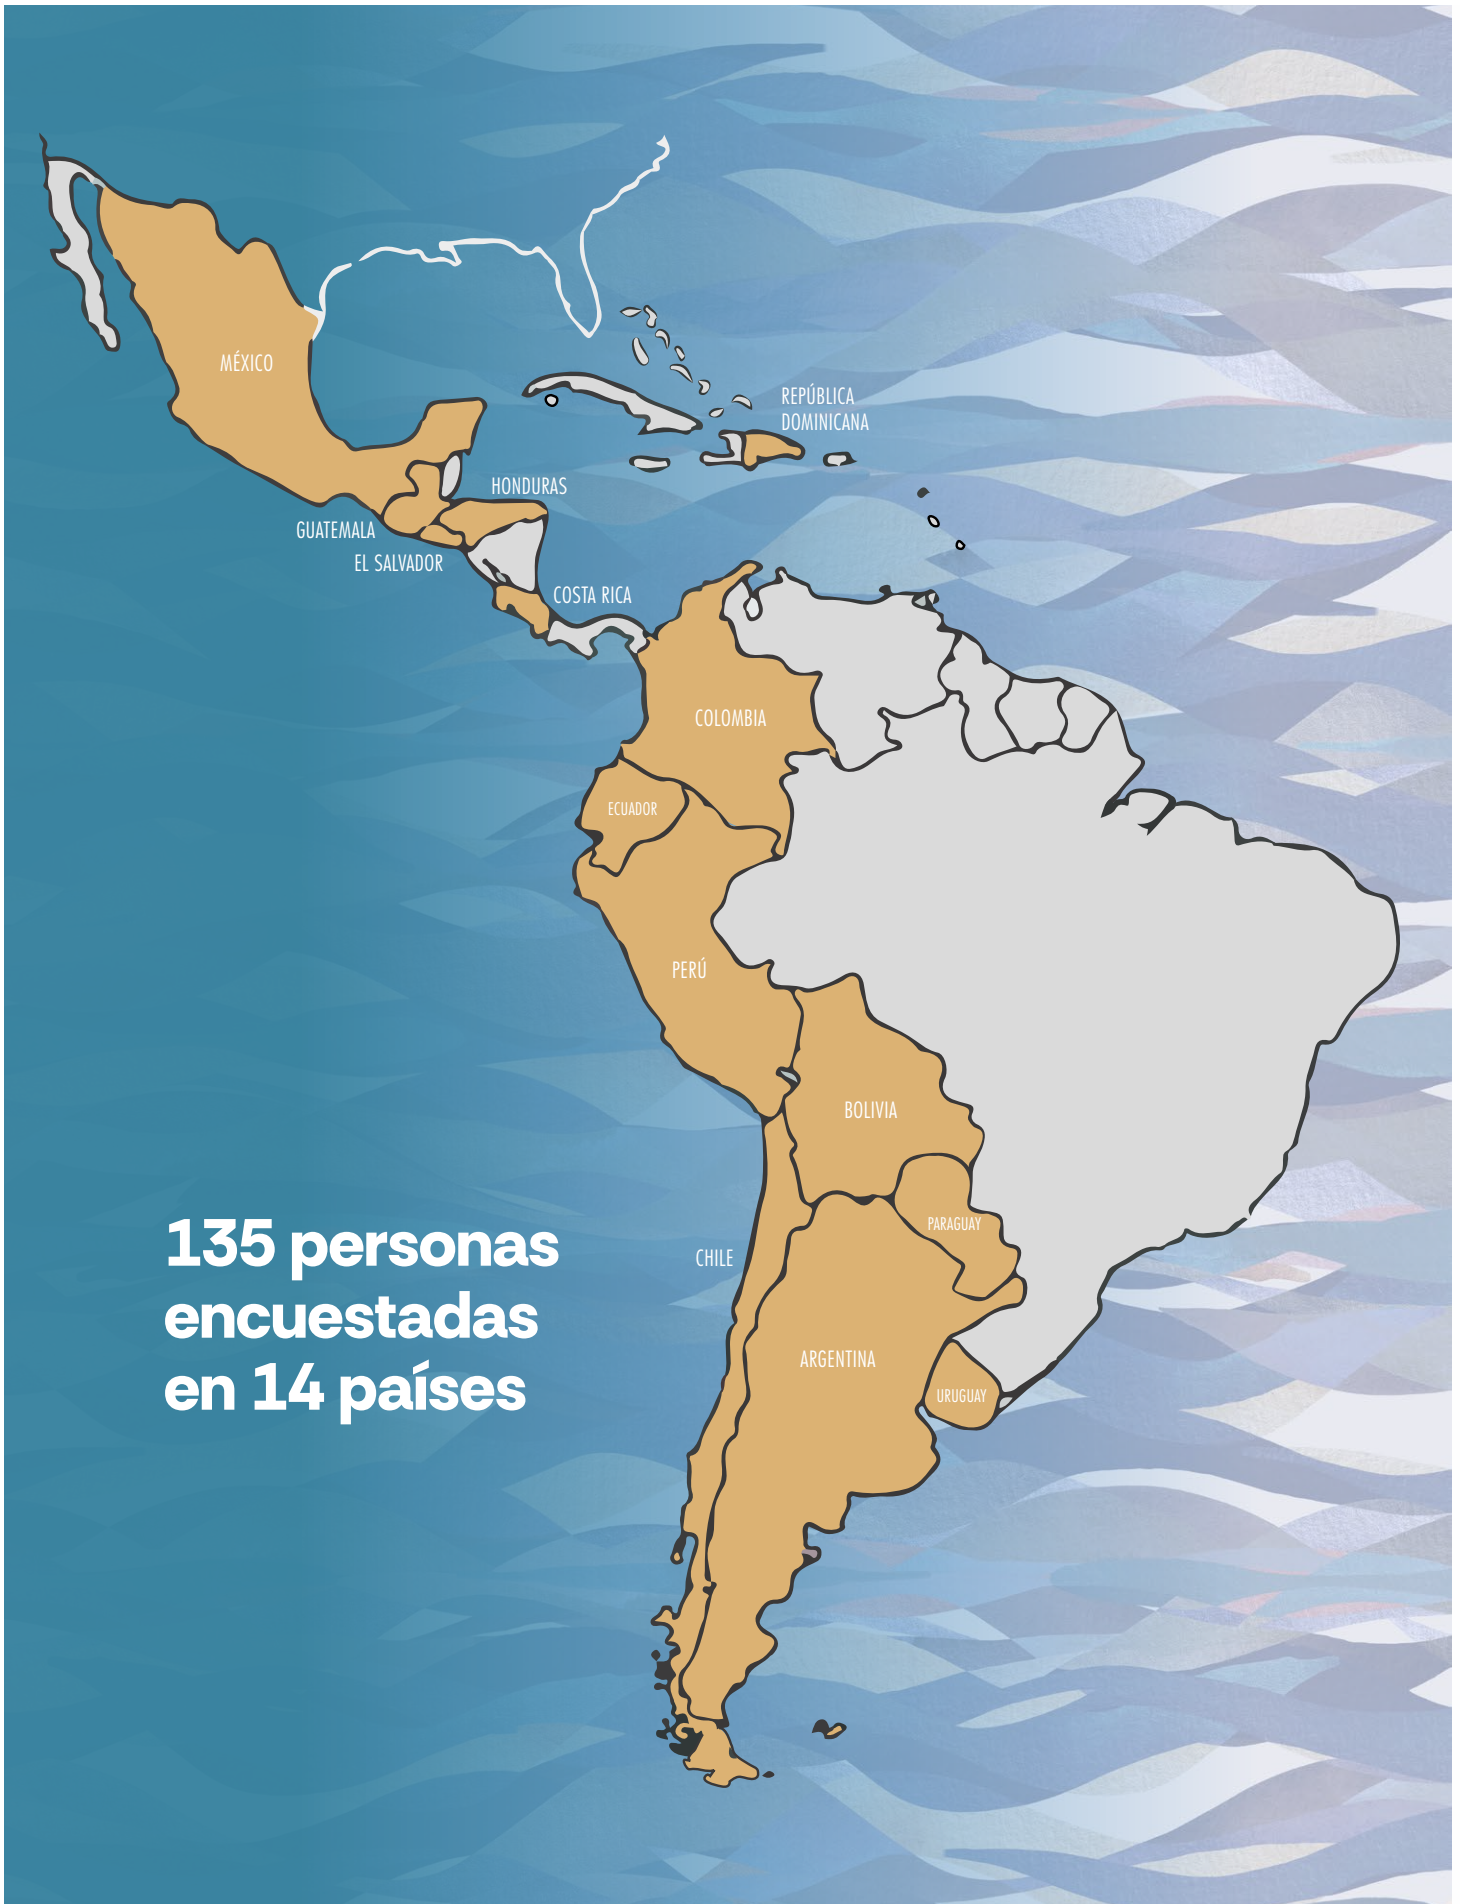 MÉXICO
REPÚBLICA
DOMINICANA
HONDURAS
GUATEMALA
EL SALVADOR
COSTA RICA
COLOMBIA
ECUADOR
PERÚ
BOLIVIA
PARAGUAY
CHILE
ARGENTINA
URUGUAY
135 personas
encuestadas
en 14 países